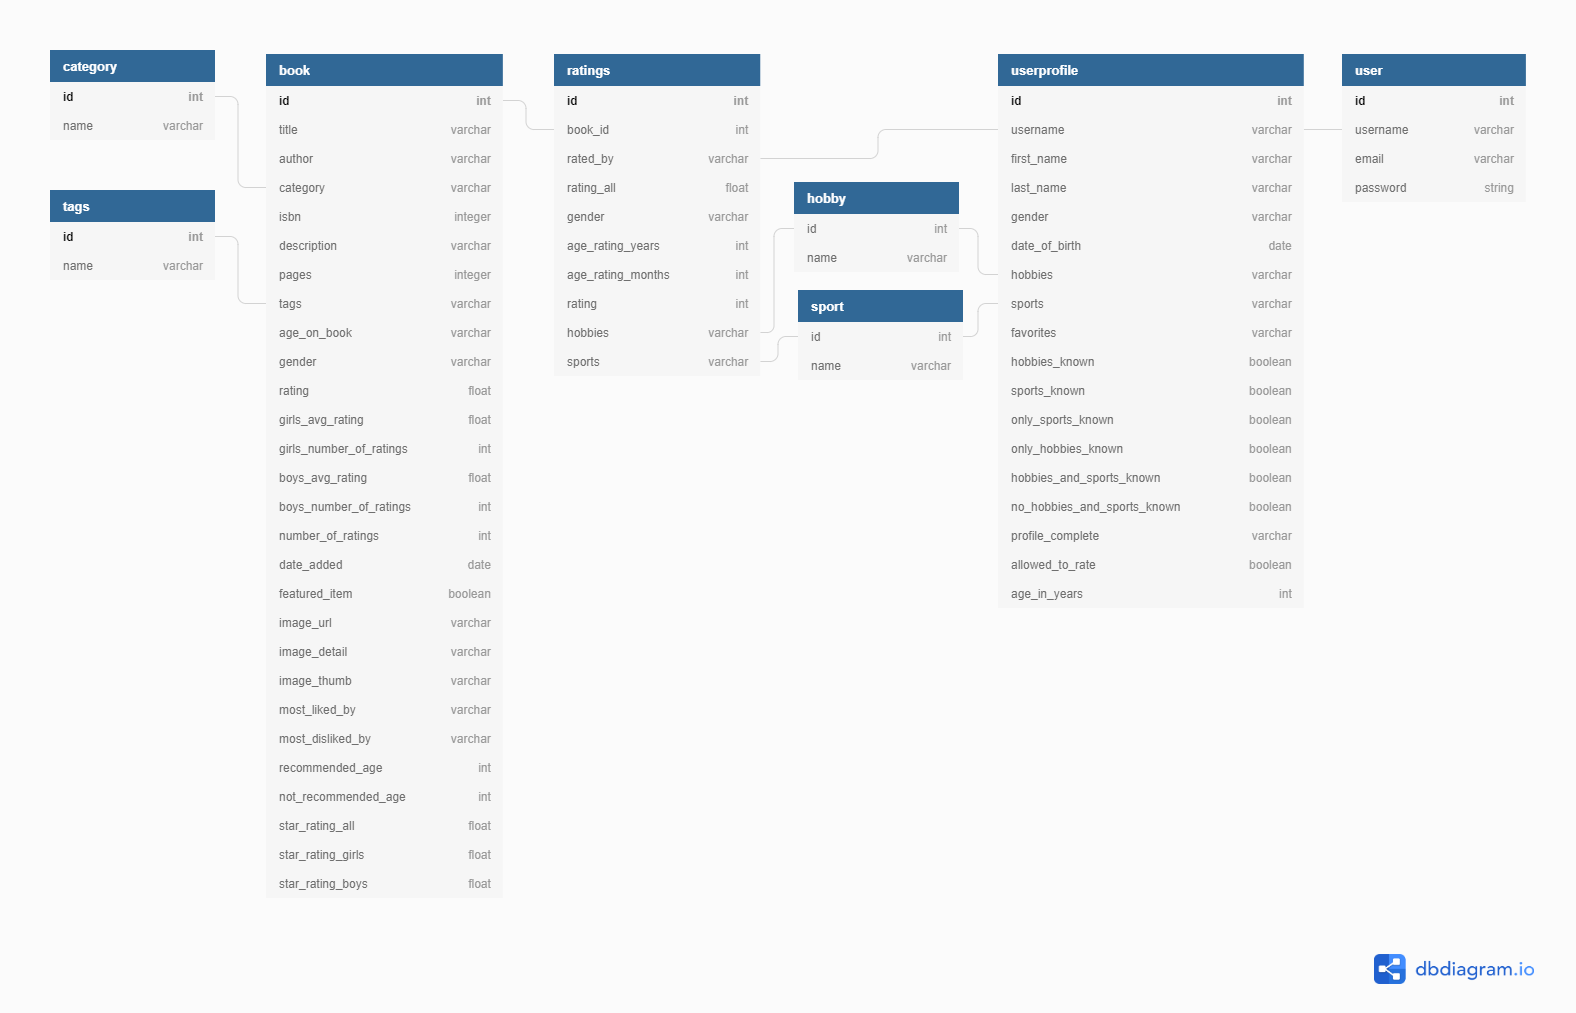 category
id int
name varchar
tags
id int
name varchar
book
id int
title varchar
author varchar
category varchar
isbn integer
description varchar
pages integer
tags varchar
age_on_book varchar
gender varchar
rating float
girls_avg_rating float
girls_number_of_ratings int
boys_avg_rating float
boys_number_of_ratings int
number_of_ratings int
date_added date
featured_item boolean
image_url varchar
image_detail varchar
image_thumb varchar
most_liked_by varchar
most_disliked_by varchar
recommended_age int
not_recommended_age int
star_rating_all float
star_rating_girls float
star_rating_boys float
ratings
id int
book_id int
rated_by varchar
rating_all float
gender varchar
age_rating_years int
age_rating_months int
rating int
hobbies varchar
sports varchar
hobby
id int
name varchar
sport
id int
name varchar
userprofile
id int
username varchar
first_name varchar
last_name varchar
gender varchar
date_of_birth date
hobbies varchar
sports varchar
favorites varchar
hobbies_known boolean
sports_known boolean
only_sports_known boolean
only_hobbies_known boolean
hobbies_and_sports_known boolean
no_hobbies_and_sports_known boolean
profile_complete varchar
allowed_to_rate boolean
age_in_years int
user
id int
username varchar
email varchar
password string
dbdiagram.io